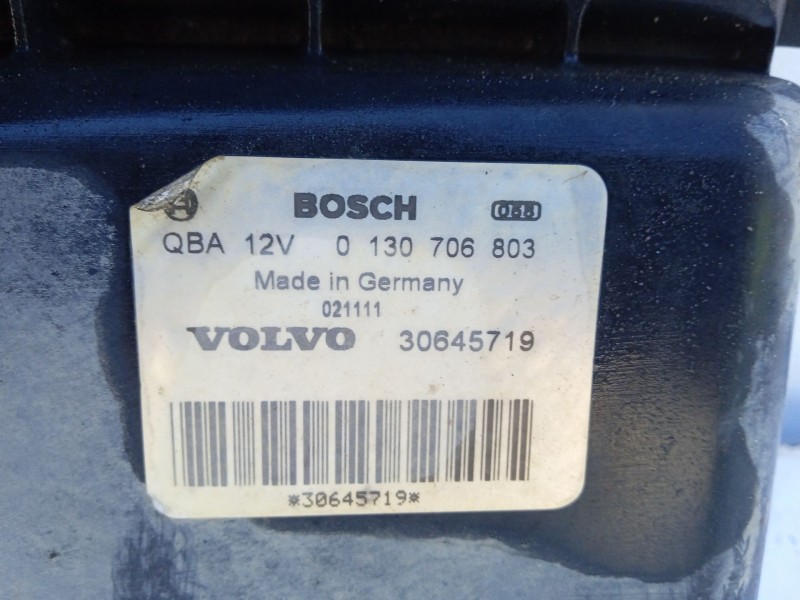 BOSCH
QBA 12V 0 130 706 803
Made in Germany
021111
VOLVO 30645719
*30645719*